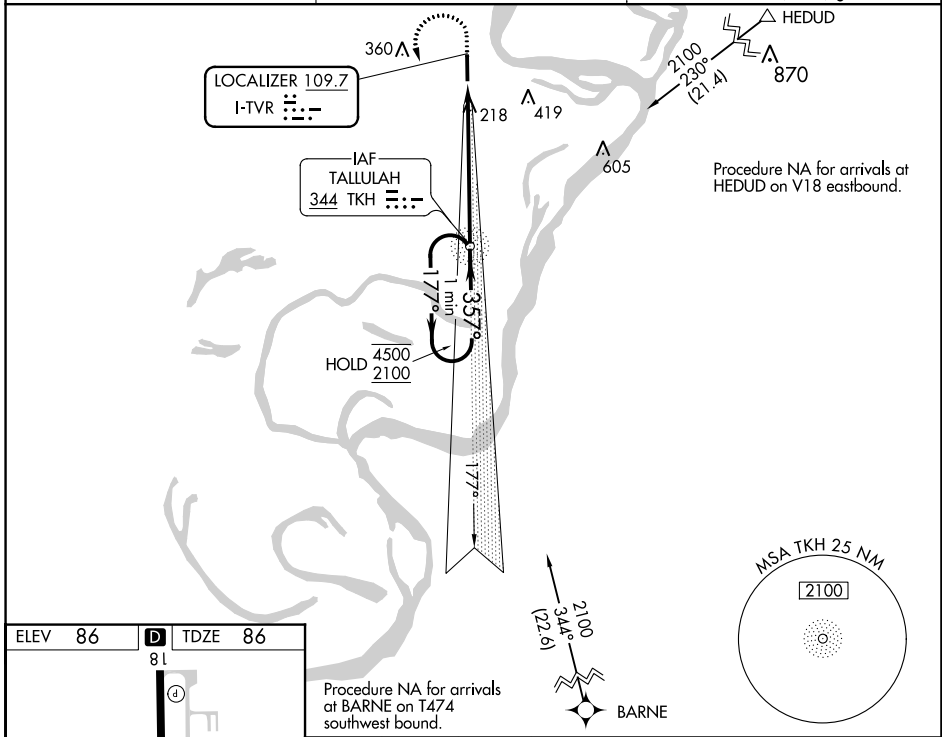 HEDUD
360
870
2100
230°
(21.4)
LOCALIZER 109.7
I-TVR
218
419
605
IAF
TALLULAH
344 TKH
Procedure NA for arrivals at
HEDUD on V18 eastbound.
177°
1 min
357°
HOLD
4500
2100
177°
MSA TKH 25 NM
2100
2100
344°
(22.6)
BARNE
Procedure NA for arrivals
at BARNE on T474
southwest bound.
ELEV 86 D TDZE 86
18
P